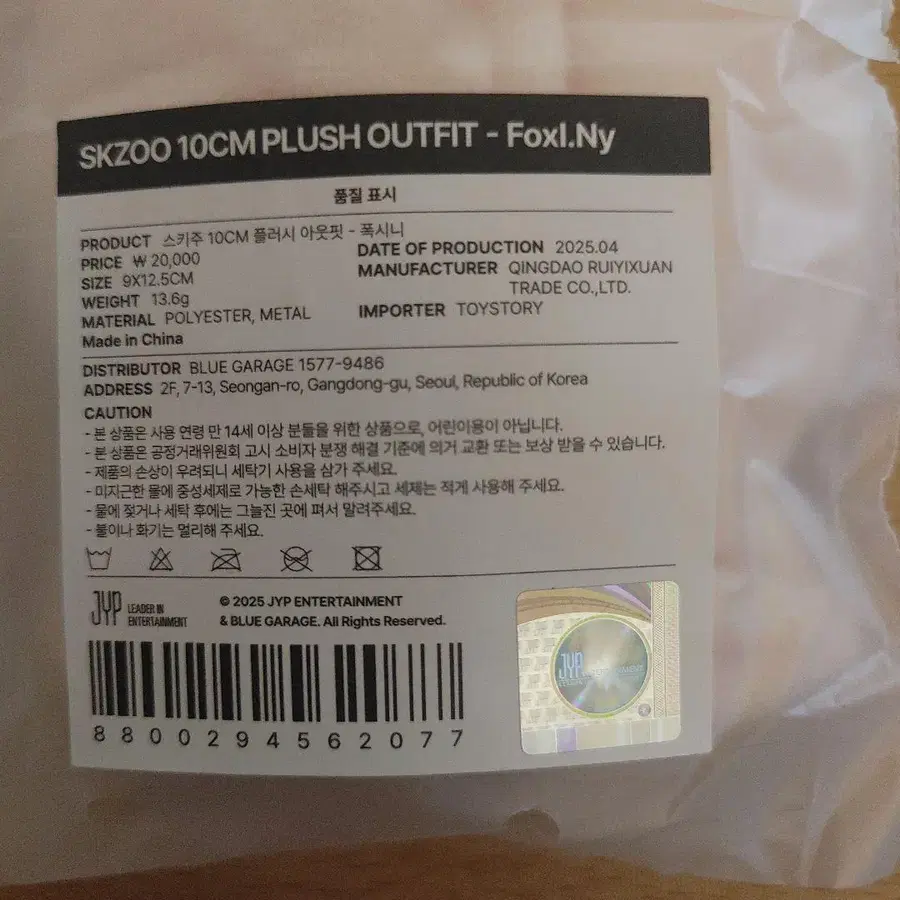 SKZOO 10CM PLUSH OUTFIT - FoxI.Ny
품질 표시
PRODUCT 스키주 10CM 플러시 아웃핏 - 폭시니
PRICE ₩ 20,000
SIZE 9X12.5CM
WEIGHT 13.6g
MATERIAL POLYESTER, METAL
Made in China
DATE OF PRODUCTION 2025.04
MANUFACTURER QINGDAO RUIYIXUAN
TRADE CO.,LTD.
IMPORTER TOYSTORY
DISTRIBUTOR BLUE GARAGE 1577-9486
ADDRESS 2F, 7-13, Seongan-ro, Gangdong-gu, Seoul, Republic of Korea
CAUTION
- 본 상품은 사용 연령 만 14세 이상 분들을 위한 상품으로, 어린이용이 아닙니다.
- 본 상품은 공정거래위원회 고시 소비자 분쟁 해결 기준에 의거 교환 또는 보상 받을 수 있습니다.
- 제품의 손상이 우려되니 세탁기 사용을 삼가 주세요.
- 미지근한 물에 중성세제로 가능한 손세탁 해주시고 세제는 적게 사용해 주세요.
- 물에 젖거나 세탁 후에는 그늘진 곳에 펴서 말려주세요.
- 불이나 화기는 멀리해 주세요.
JYP LEADER IN
ENTERTAINMENT
© 2025 JYP ENTERTAINMENT
& BLUE GARAGE. All Rights Reserved.
8800294562077
JYP